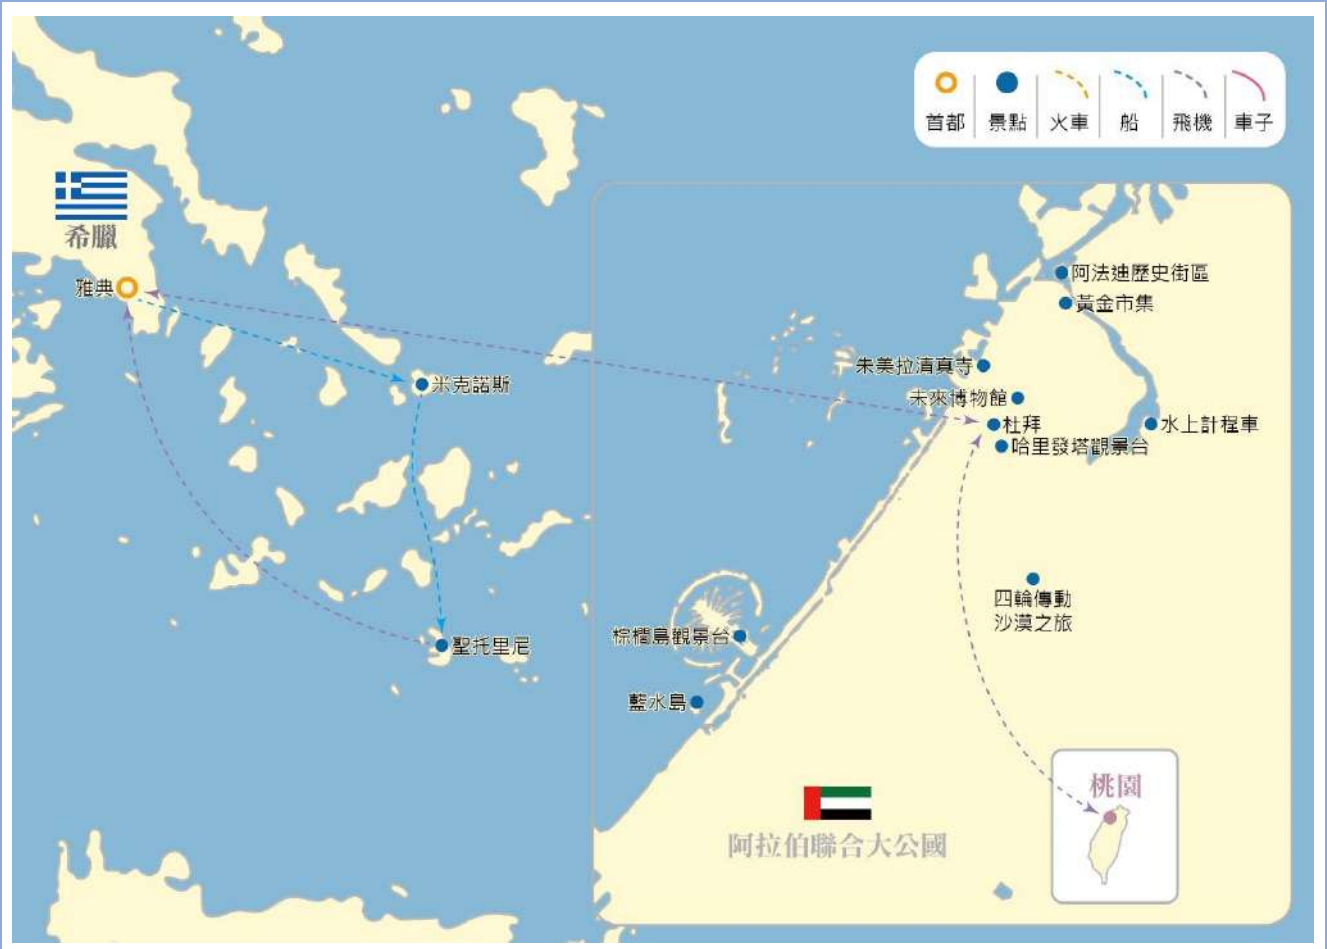 首都
景點
火車
船
飛機
車子
希臘
雅典
米克諾斯
聖托里尼
阿法迪歷史街區
黃金市集
朱美拉清真寺
未來博物館
杜拜
水上計程車
哈里發塔觀景台
四輪傳動
沙漠之旅
棕櫚島觀景台
藍水島
桃園
阿拉伯聯合大公國